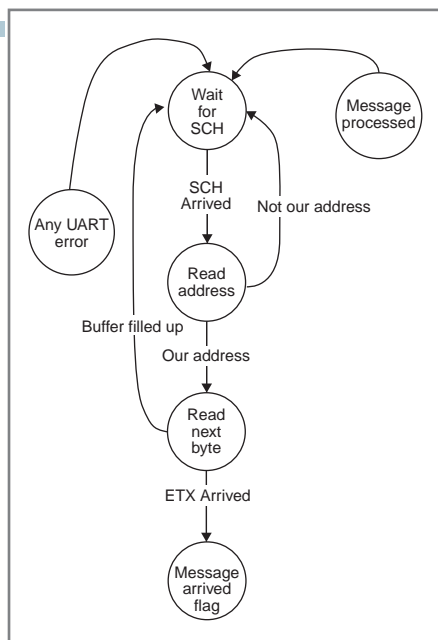 Wait
for
SCH
Message
processed
SCH
Arrived
Not our address
Any UART
error
Read
address
Buffer filled up
Our address
Read
next
byte
ETX Arrived
Message
arrived
flag